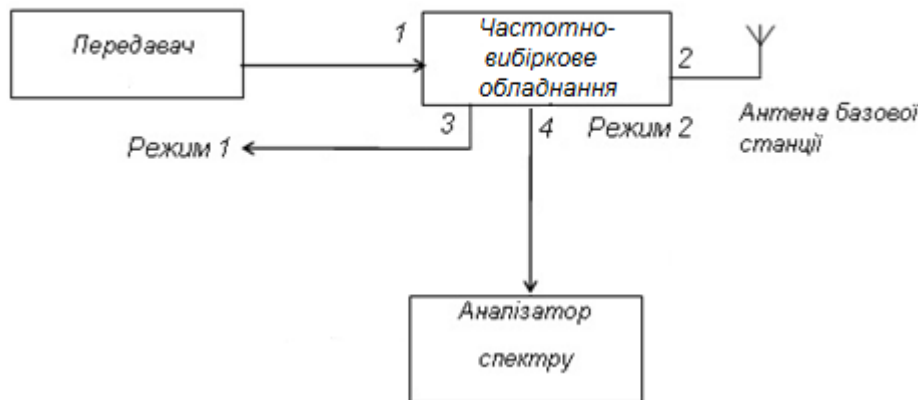 Передавач
1
Частотно-
вибіркове
обладнання
2
3
4
Режим 1
Режим 2
Антена базової
станції
Аналізатор
спектру